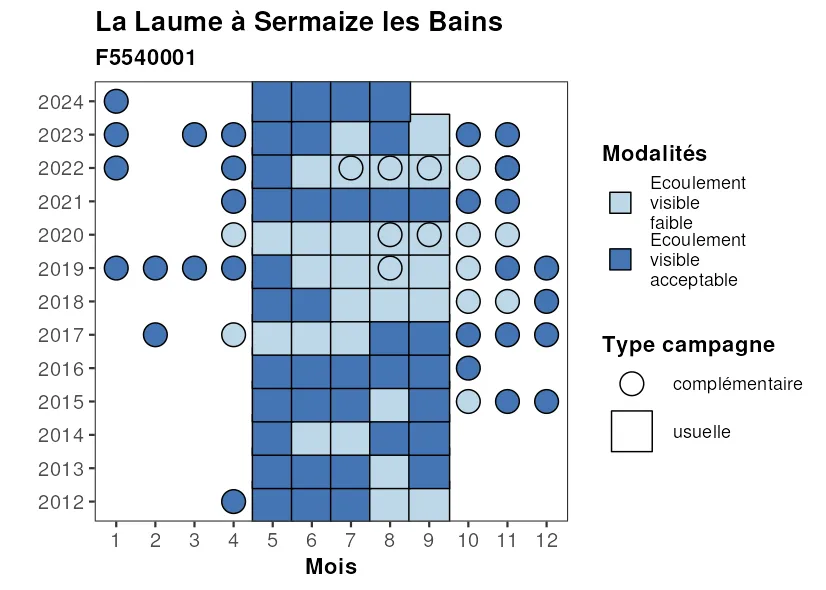 La Laume à Sermaize les Bains
F5540001
2024
2023
2022
2021
2020
2019
2018
2017
2016
2015
2014
2013
2012
1 2 3 4 5 6 7 8 9 10 11 12
Mois
Modalités
Ecoulement
visible
faible
Ecoulement
visible
acceptable
Type campagne
complémentaire
usuelle